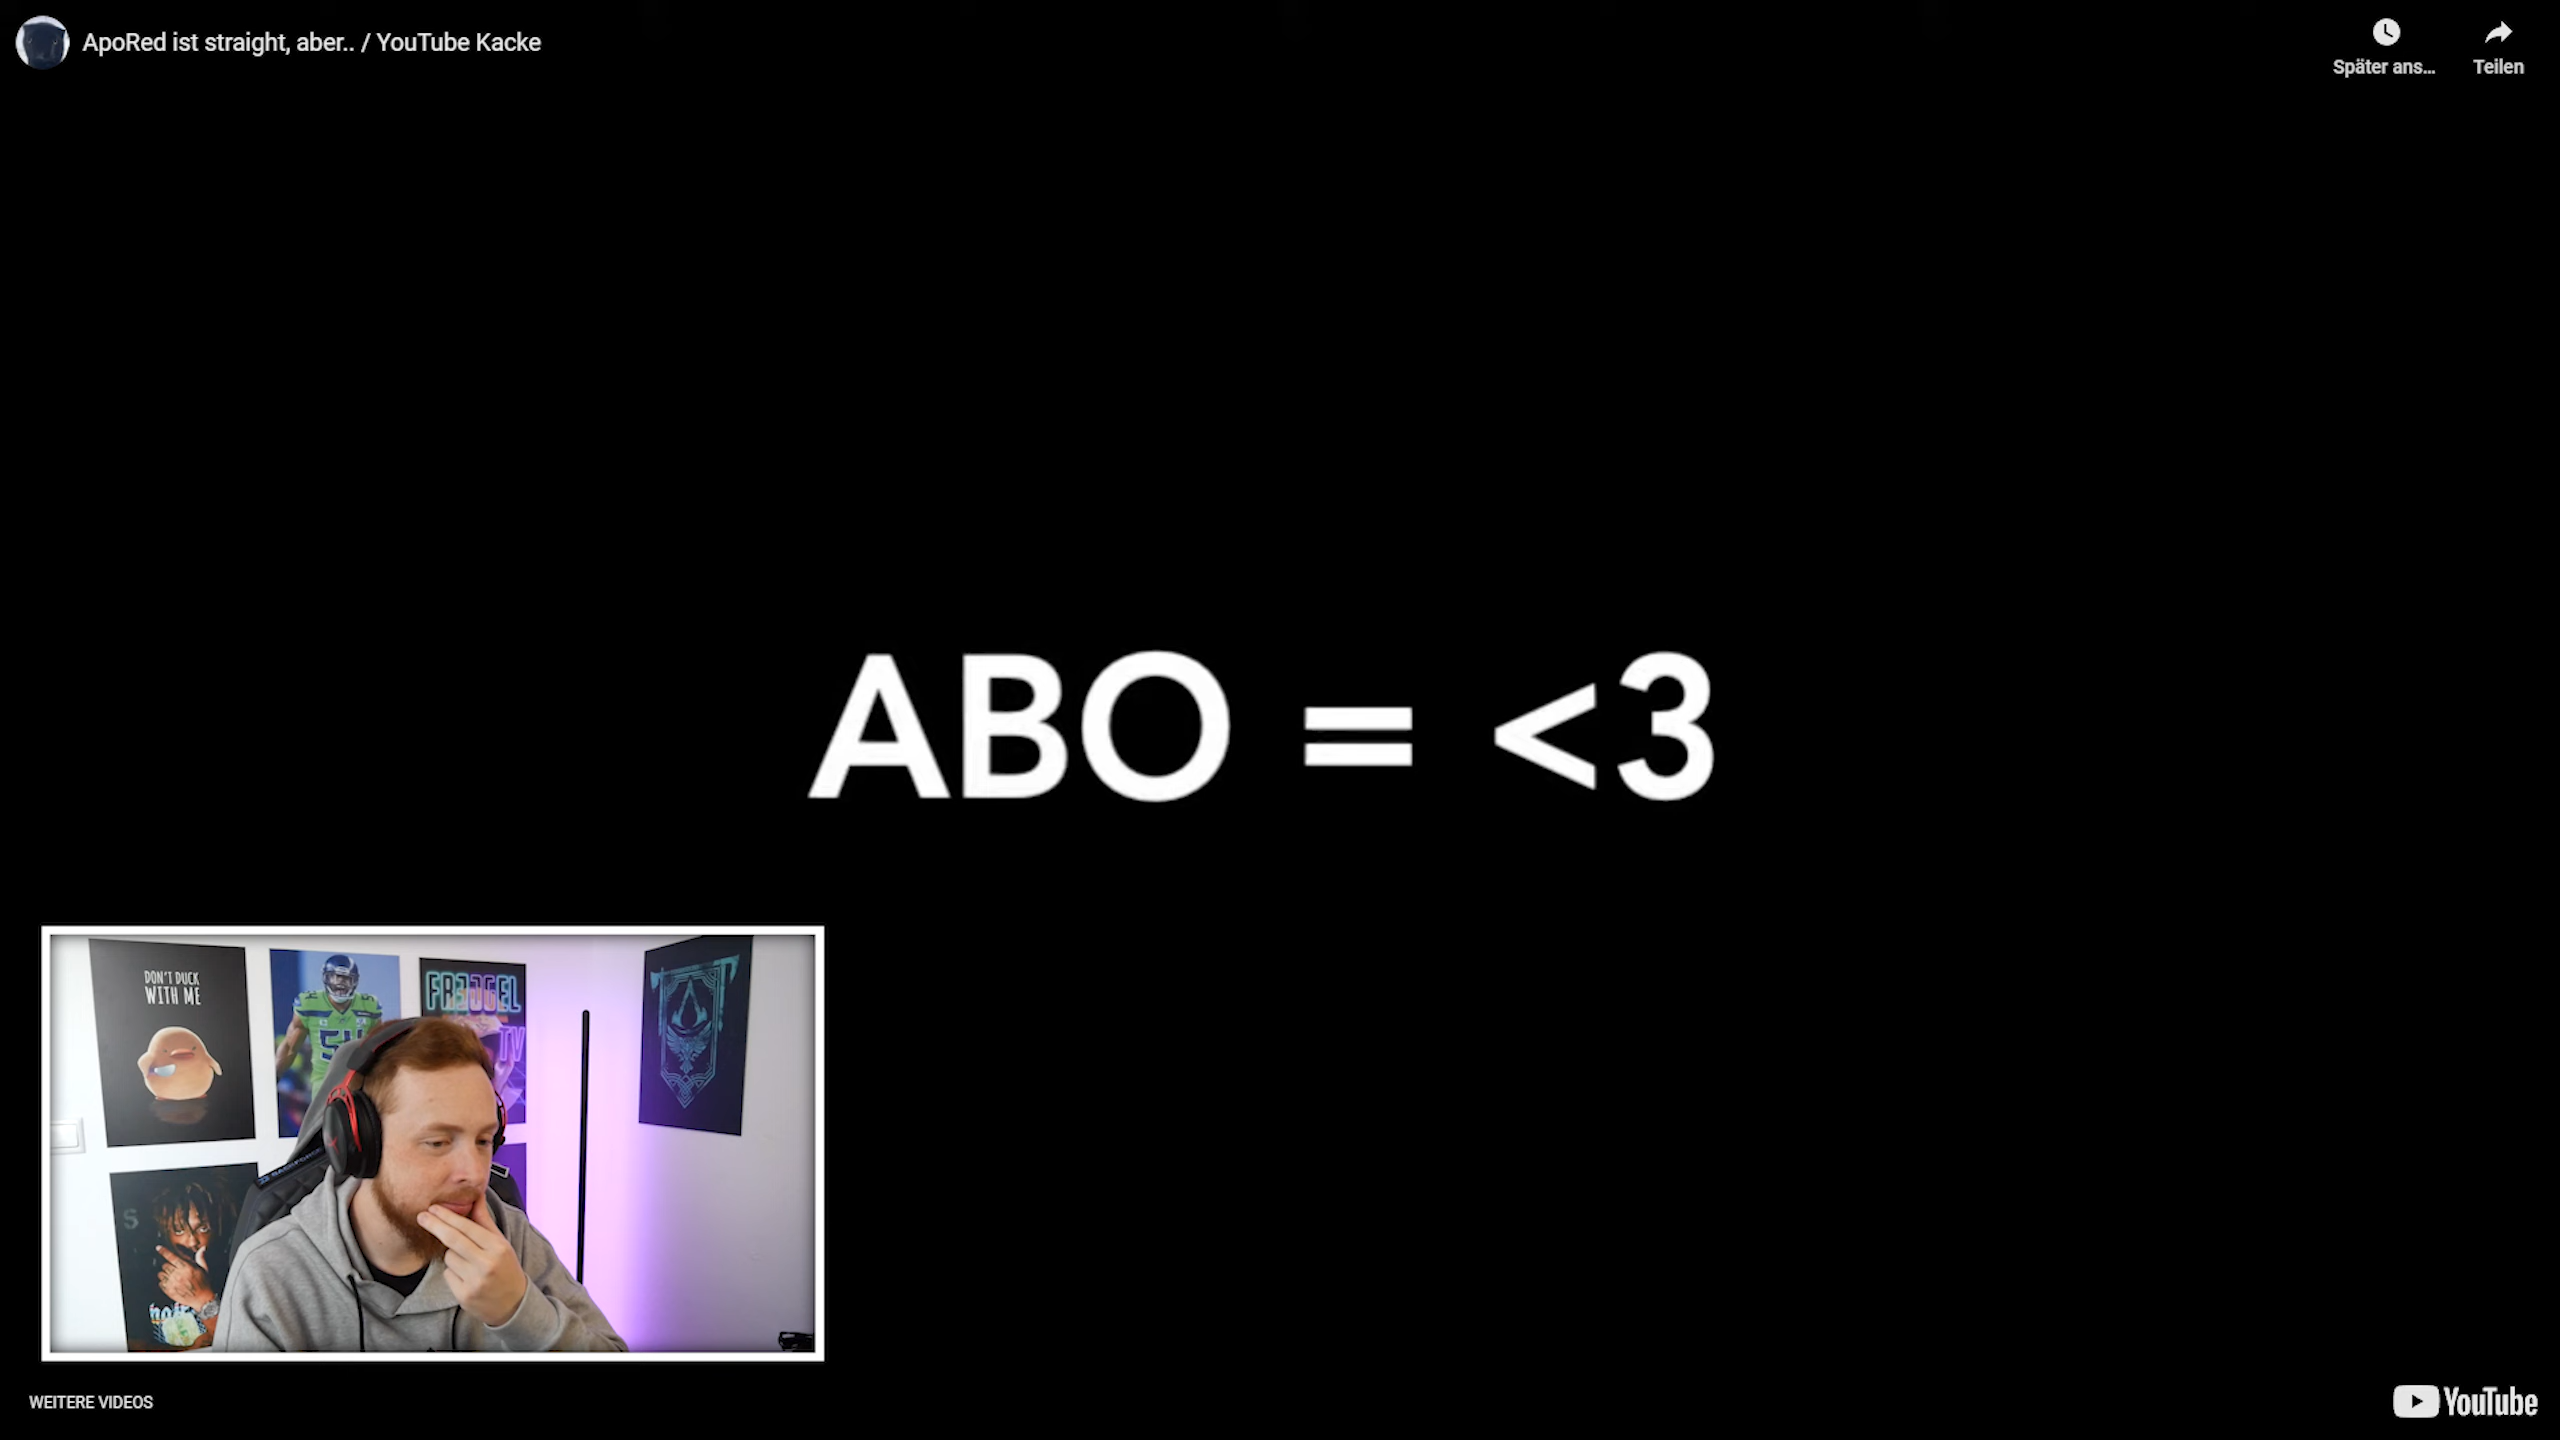 ApoRed ist straight, aber.. / YouTube Kacke
Später ans...
Teilen
ABO = <3
DON'T DUCK
WITH ME
FR33GEL
TV
54
S
WEITERE VIDEOS
YouTube